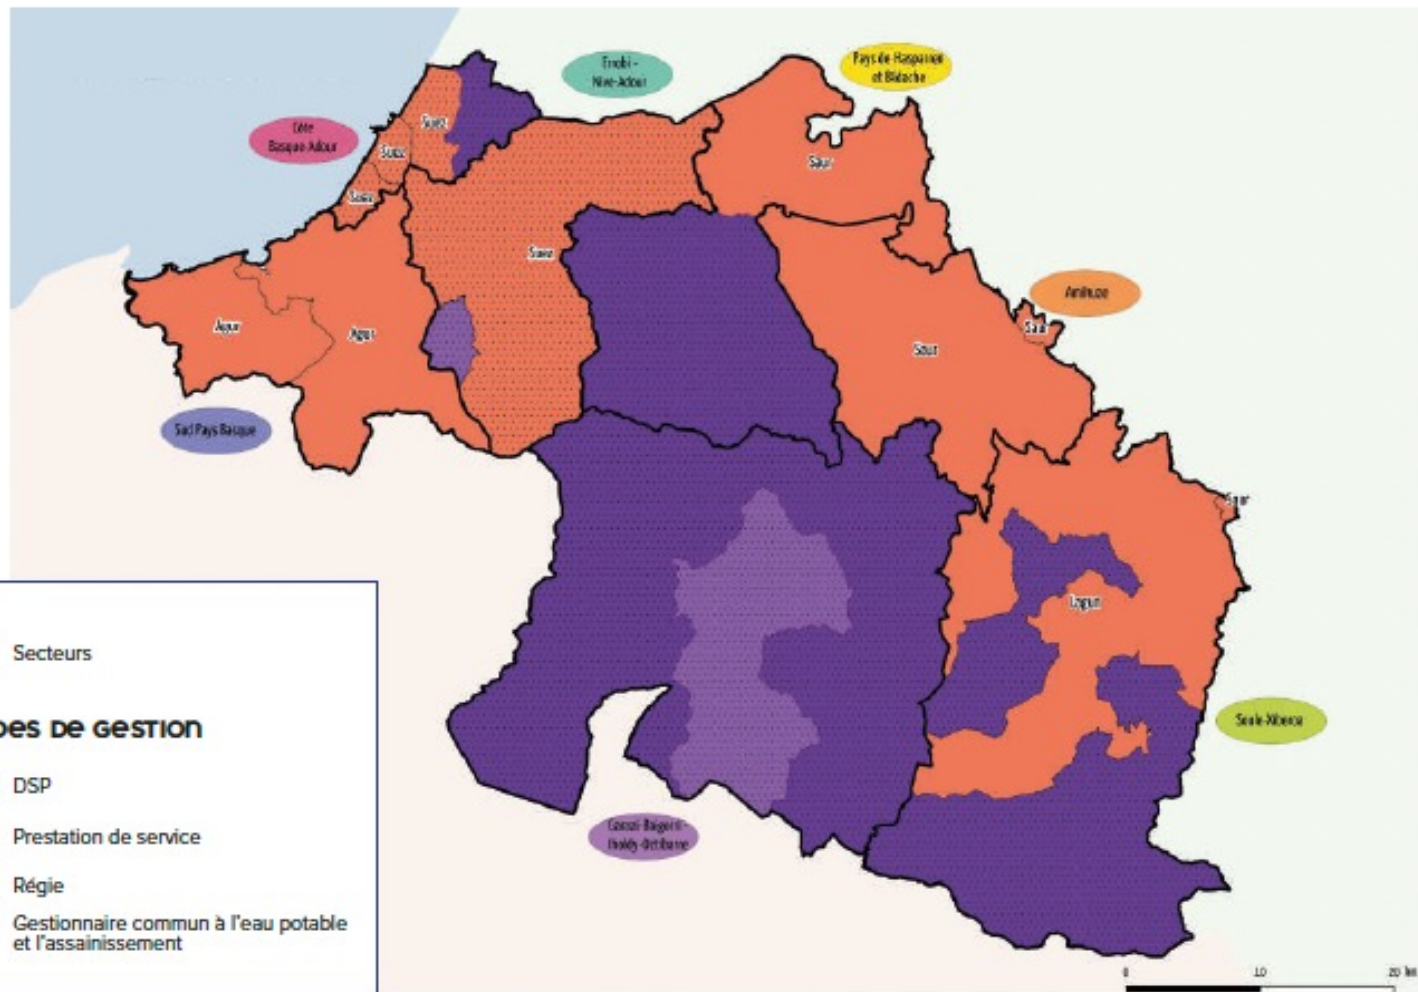 Errobi -
Nive-Adour
Pays de Hasparren
et Bidache
Côte
Basque-Adour
Suez
Suez
Suez
Saur
Suez
Amikuze
Saur
Agur
Agur
Saur
Sud Pays Basque
Saur
Lagun
Soule-Xiberoa
Garazi-Baigorri-
Iholdy-Oztibarre
Secteurs
DES DE GESTION
DSP
Prestation de service
Régie
Gestionnaire commun à l'eau potable
et l'assainissement
0 10 20 km